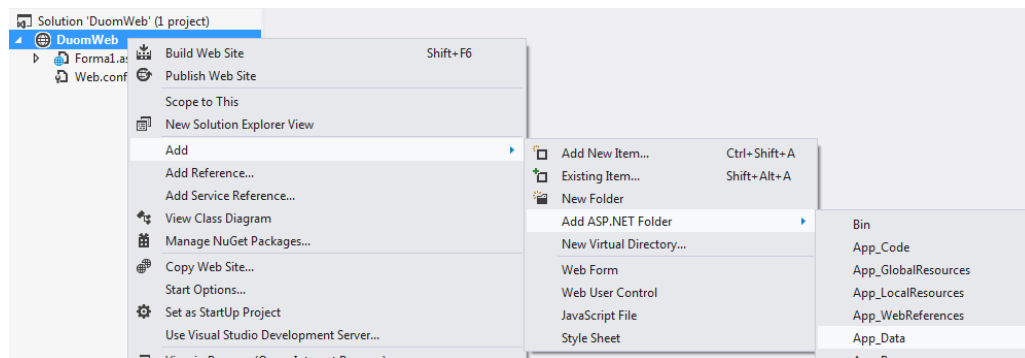 Solution 'DuomWeb' (1 project)
DuomWeb
Forma1.a
Web.conf
Build Web Site Shift+F6
Publish Web Site
Scope to This
New Solution Explorer View
Add
Add Reference...
Add Service Reference...
View Class Diagram
Manage NuGet Packages...
Copy Web Site...
Start Options...
Set as StartUp Project
Use Visual Studio Development Server...
Add New Item... Ctrl+Shift+A
Existing Item... Shift+Alt+A
New Folder
Add ASP.NET Folder
New Virtual Directory...
Web Form
Web User Control
JavaScript File
Style Sheet
Bin
App_Code
App_GlobalResources
App_LocalResources
App_WebReferences
App_Data